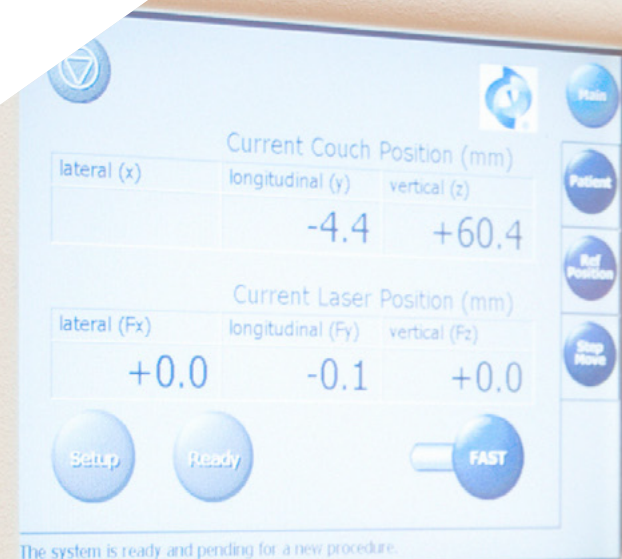 Main
Current Couch Position (mm)
lateral (x) longitudinal (y) vertical (z)
-4.4 +60.4
Patient
Ref
Position
Current Laser Position (mm)
lateral (Fx) longitudinal (Fy) vertical (Fz)
+0.0 -0.1 +0.0
Step
Move
Setup Ready FAST
The system is ready and pending for a new procedure.